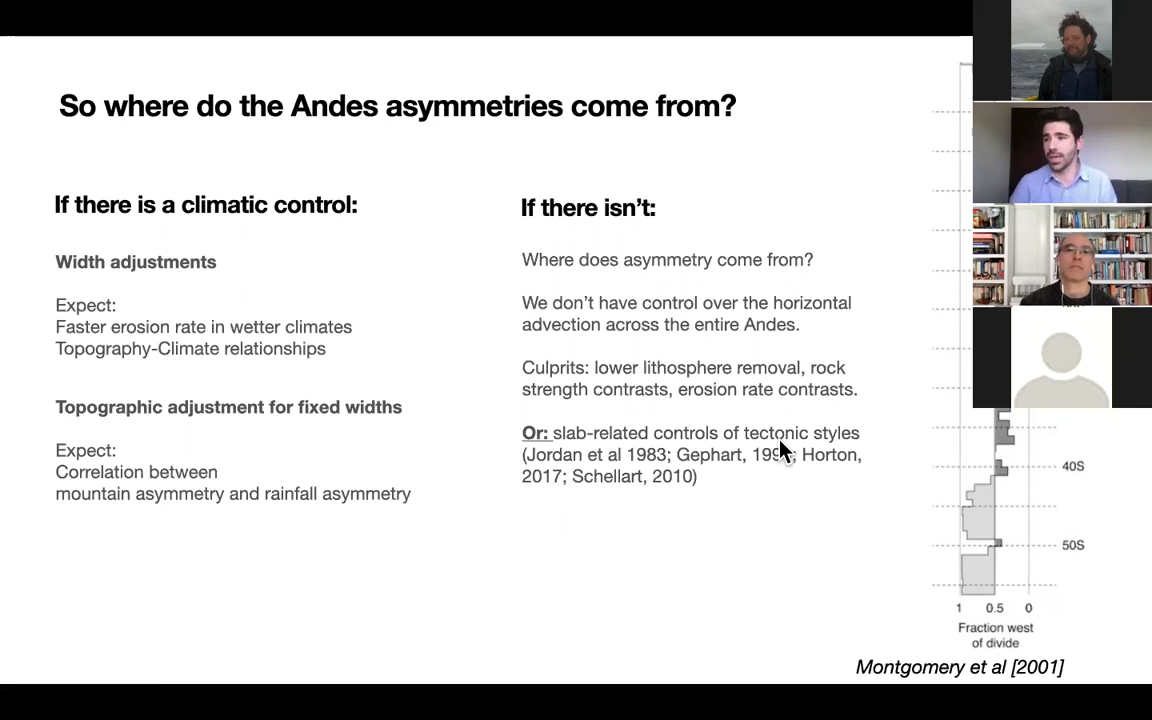 So where do the Andes asymmetries come from?
If there is a climatic control:
Width adjustments
Expect:
Faster erosion rate in wetter climates
Topography-Climate relationships
Topographic adjustment for fixed widths
Expect:
Correlation between
mountain asymmetry and rainfall asymmetry
If there isn’t:
Where does asymmetry come from?
We don’t have control over the horizontal
advection across the entire Andes.
Culprits: lower lithosphere removal, rock
strength contrasts, erosion rate contrasts.
Or: slab-related controls of tectonic styles
(Jordan et al 1983; Gephart, Horton,
2017; Schellart, 2010)
40S
50S
1 0.5 0
Fraction west
of divide
Montgomery et al [2001]